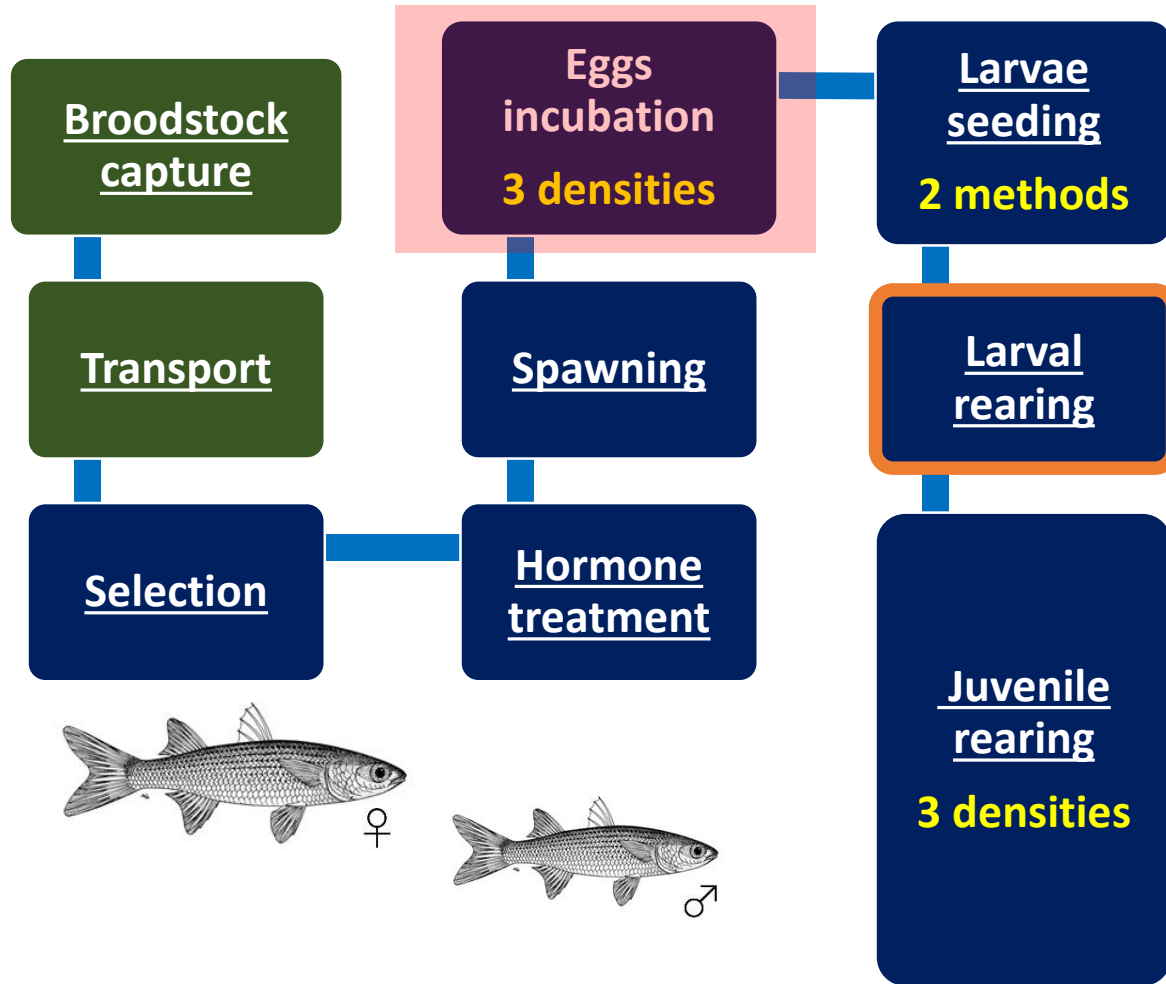 Broodstock
capture
Transport
Selection
Hormone
treatment
Spawning
Eggs
incubation
3 densities
Larvae
seeding
2 methods
Larval
rearing
Juvenile
rearing
3 densities
♀
♂